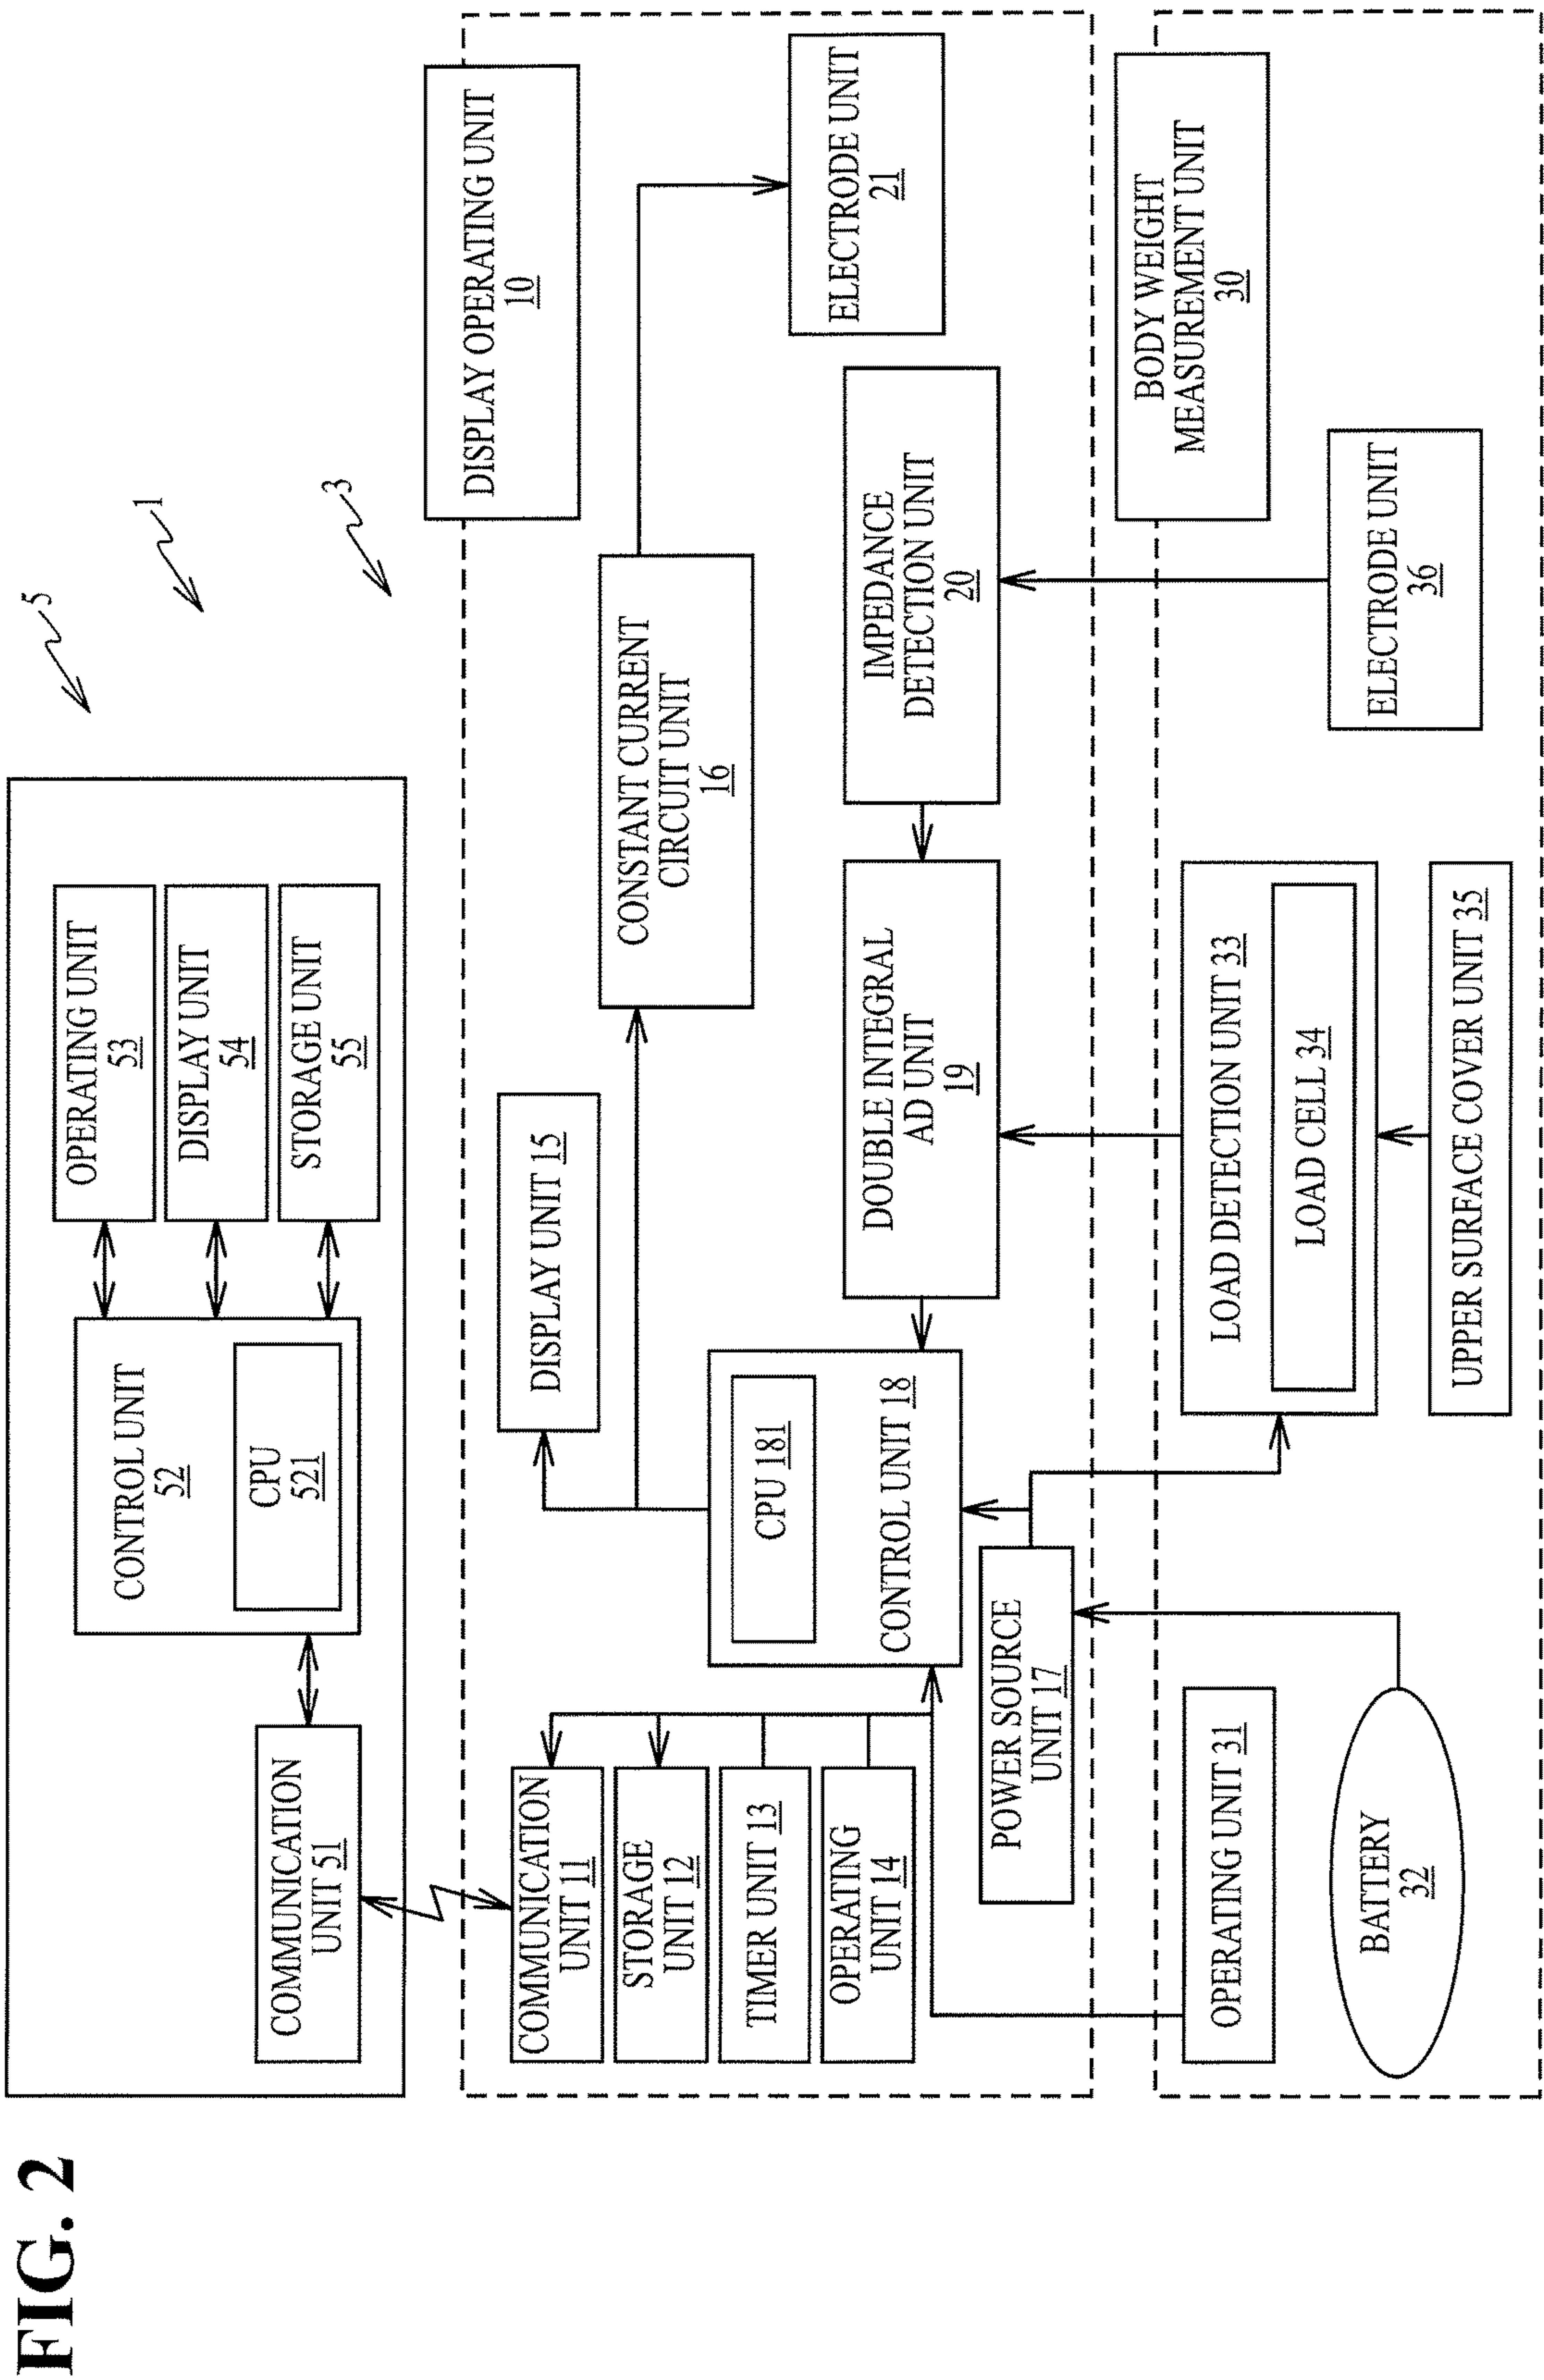 FIG. 2
5
1
3
COMMUNICATION
UNIT 51
CONTROL UNIT
52
CPU
521
OPERATING UNIT
53
DISPLAY UNIT
54
STORAGE UNIT
55
DISPLAY OPERATING UNIT
10
COMMUNICATION
UNIT 11
STORAGE
UNIT 12
TIMER UNIT 13
OPERATING
UNIT 14
DISPLAY UNIT 15
CONSTANT CURRENT
CIRCUIT UNIT
16
ELECTRODE UNIT
21
CPU 181
CONTROL UNIT 18
DOUBLE INTEGRAL
AD UNIT
19
IMPEDANCE
DETECTION UNIT
20
POWER SOURCE
UNIT 17
BODY WEIGHT
MEASUREMENT UNIT
30
OPERATING UNIT 31
BATTERY
32
LOAD DETECTION UNIT 33
LOAD CELL 34
UPPER SURFACE COVER UNIT 35
ELECTRODE UNIT
36